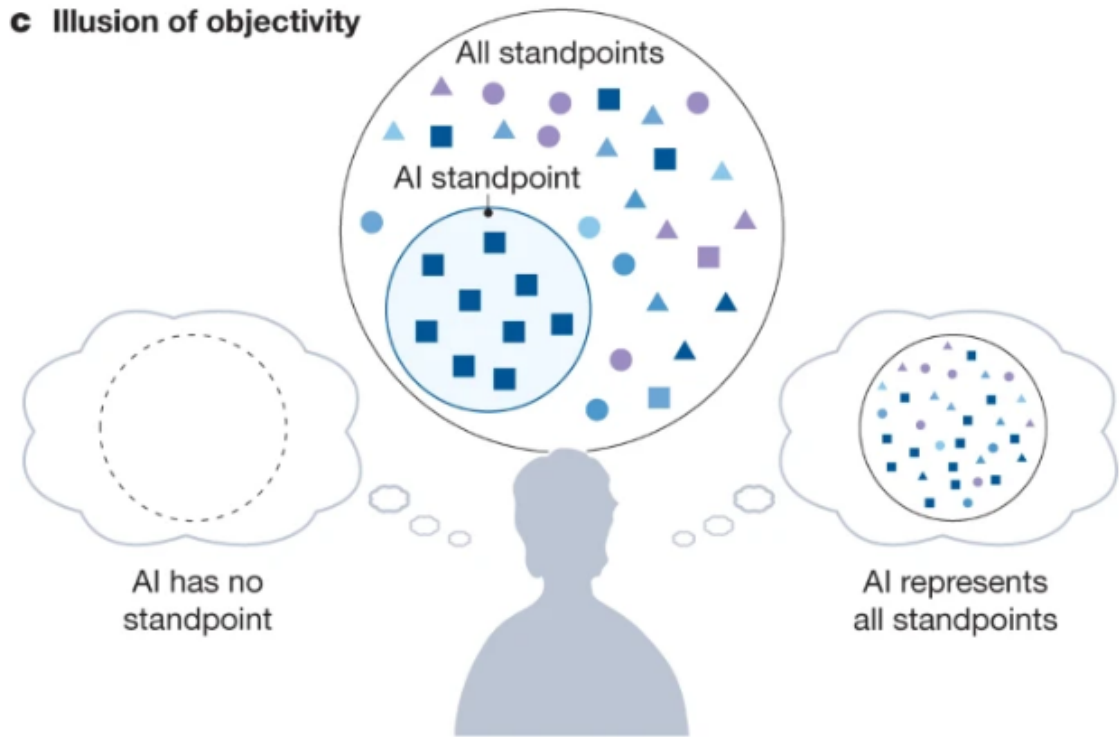 c Illusion of objectivity
All standpoints
AI standpoint
AI has no
standpoint
AI represents
all standpoints